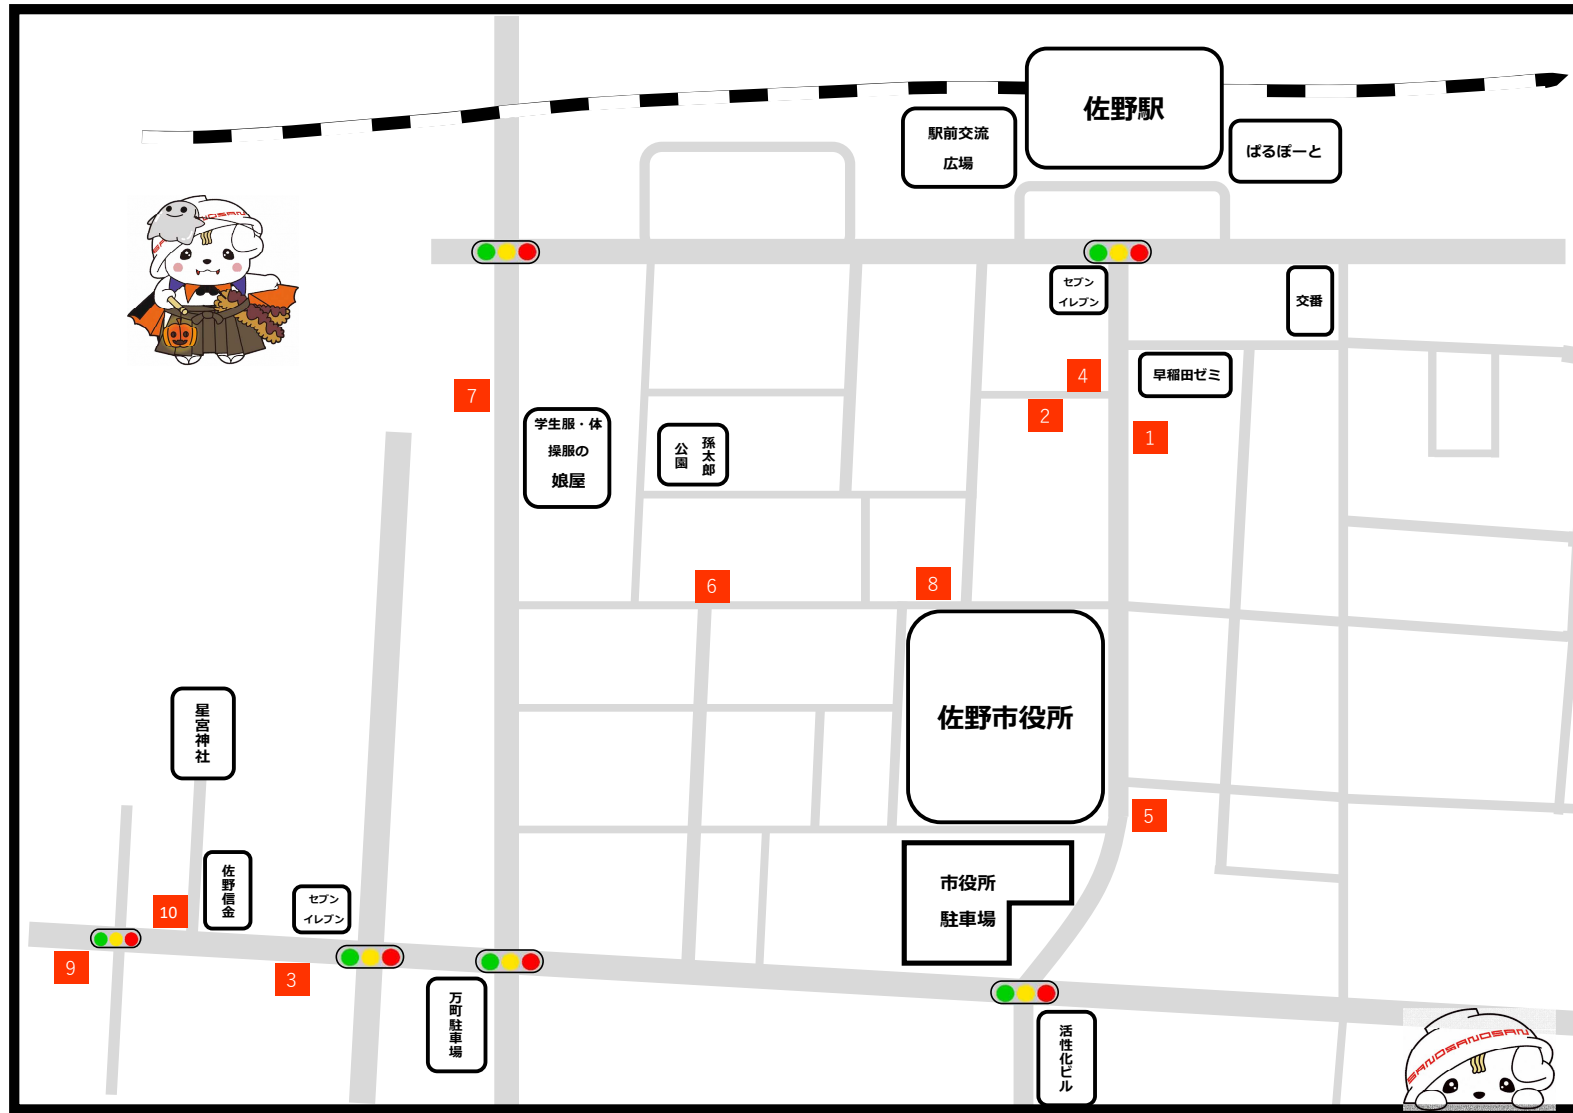 佐野駅
駅前交流
広場
ぱるぽーと
セブン
イレブン
交番
早稲田ゼミ
4
2
1
7
学生服・体
操服の
娘屋
孫太郎
公園
6
8
佐野市役所
星宮神社
5
市役所
駐車場
佐野信金
セブン
イレブン
10
9
3
万町駐車場
活性化ビル
SANOSANOSAN